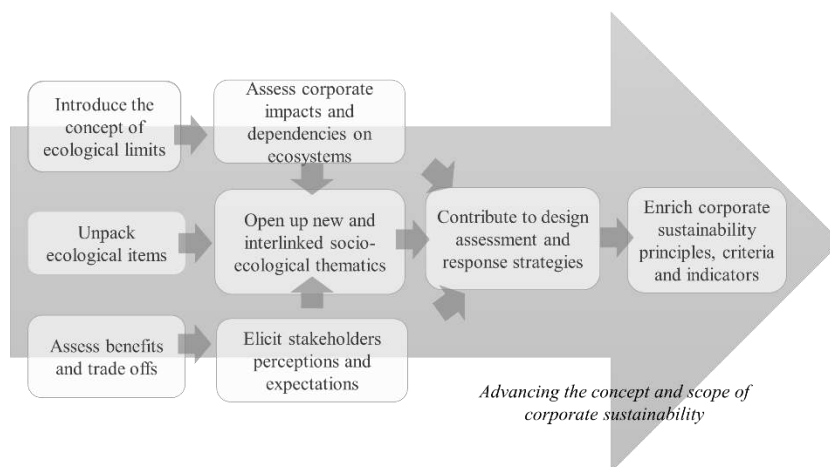 Introduce the
concept of
ecological limits
Assess corporate
impacts and
dependencies on
ecosystems
Unpack
ecological items
Open up new and
interlinked socio-
ecological thematics
Contribute to design
assessment and
response strategies
Enrich corporate
sustainability
principles, criteria
and indicators
Assess benefits
and trade offs
Elicit stakeholders
perceptions and
expectations
Advancing the concept and scope of
corporate sustainability